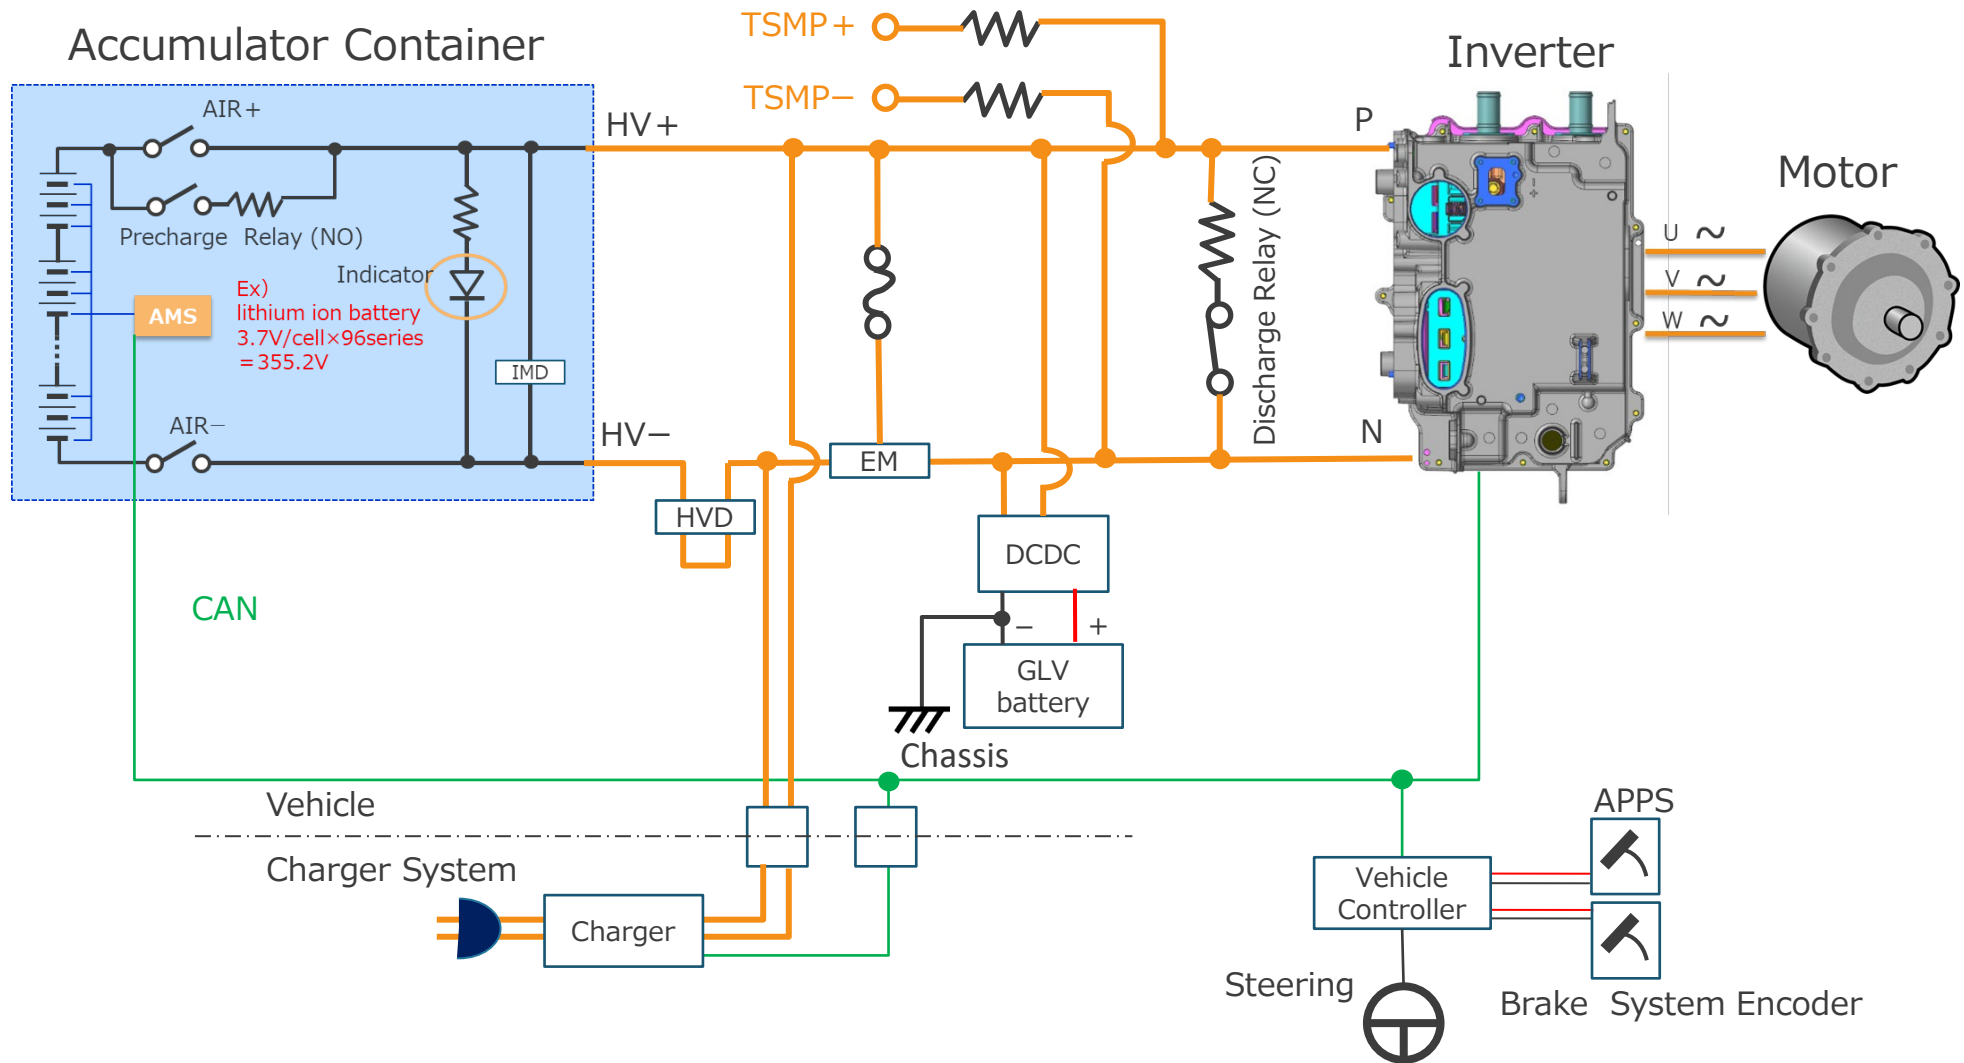 Accumulator Container
TSMP+
TSMP−
Inverter
Motor
AIR+
HV+
P
Precharge Relay (NO)
Indicator
AMS
Ex)
lithium ion battery
3.7V/cell×96series
=355.2V
IMD
Discharge Relay (NC)
U ~
V ~
W ~
AIR−
HV−
EM
N
HVD
DCDC
CAN
− +
GLV
battery
Chassis
Vehicle
Charger System
Charger
APPS
Vehicle
Controller
Steering
Brake System Encoder